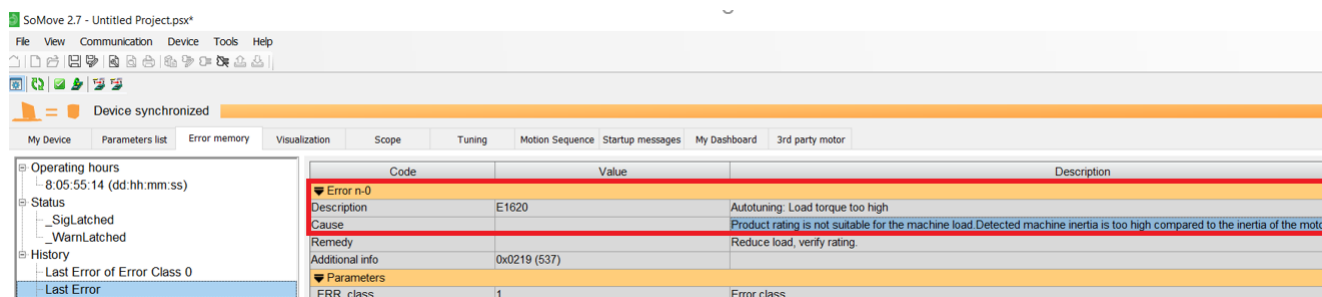 SoMove 2.7 - Untitled Project.psx*
File View Communication Device Tools Help
Device synchronized
My Device Parameters list Error memory Visualization Scope Tuning Motion Sequence Startup messages My Dashboard 3rd party motor
Operating hours
8:05:55:14 (dd:hh:mm:ss)
Status
_SigLatched
_WarnLatched
History
Last Error of Error Class 0
Last Error
Code Value Description
Error n-0
Description E1620 Autotuning: Load torque too high
Cause Product rating is not suitable for the machine load.Detected machine inertia is too high compared to the inertia of the moto
Remedy Reduce load, verify rating.
Additional info 0x0219 (537)
Parameters
ERR_class 1 Error class